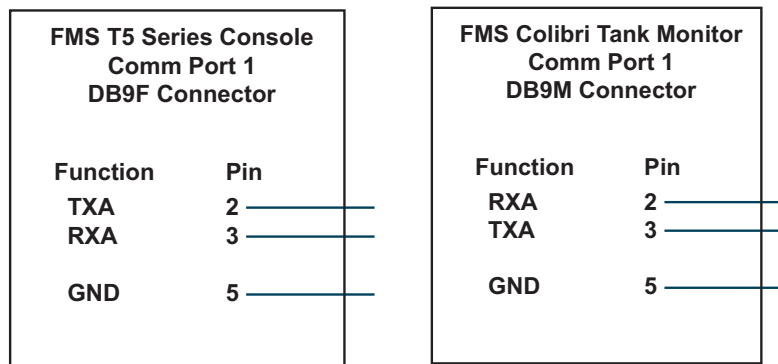 FMS T5 Series Console
Comm Port 1
DB9F Connector
Function Pin
TXA 2
RXA 3
GND 5
FMS Colibri Tank Monitor
Comm Port 1
DB9M Connector
Function Pin
RXA 2
TXA 3
GND 5